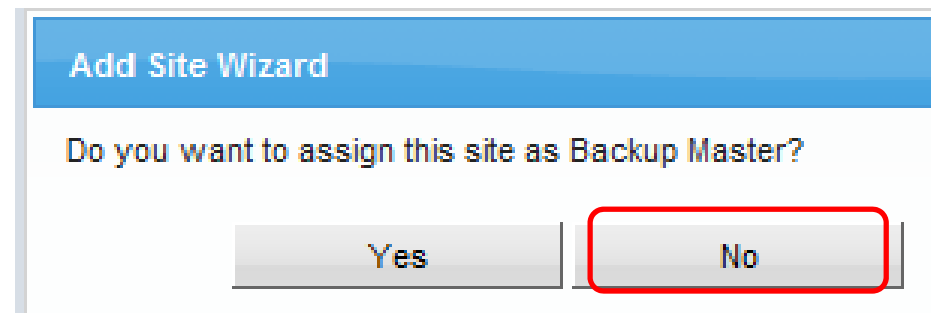 Add Site Wizard
Do you want to assign this site as Backup Master?
Yes No